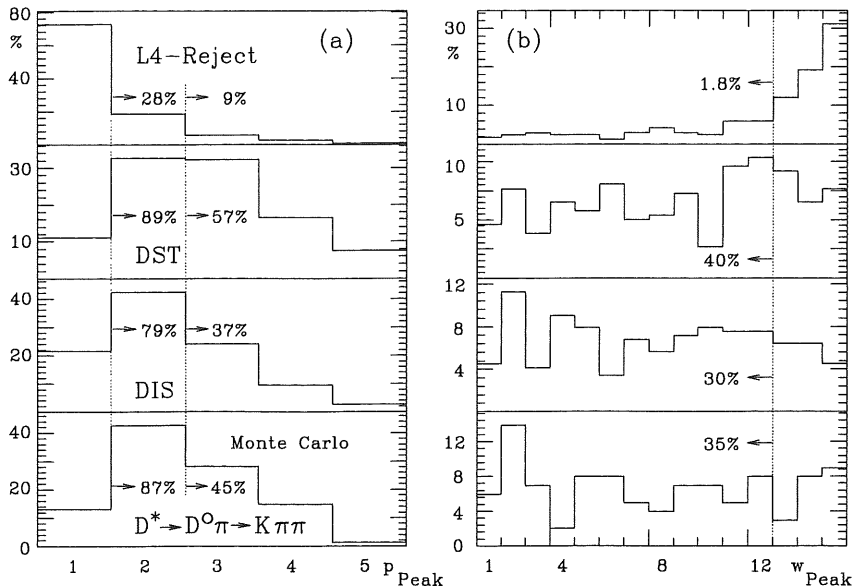 80
%
40
(a)
L4-Reject
→ 28% → 9%
30
10
→ 89% → 57%
DST
40
20
→ 79% → 37%
DIS
40
20
0
Monte Carlo
→ 87% → 45%
D* → D⁰π → Kππ
1 2 3 4 5 p Peak
30
%
10
(b)
1.8% ←
10
5
40% ←
12
8
4
30% ←
12
8
4
0
35% ←
1 4 8 12 w Peak